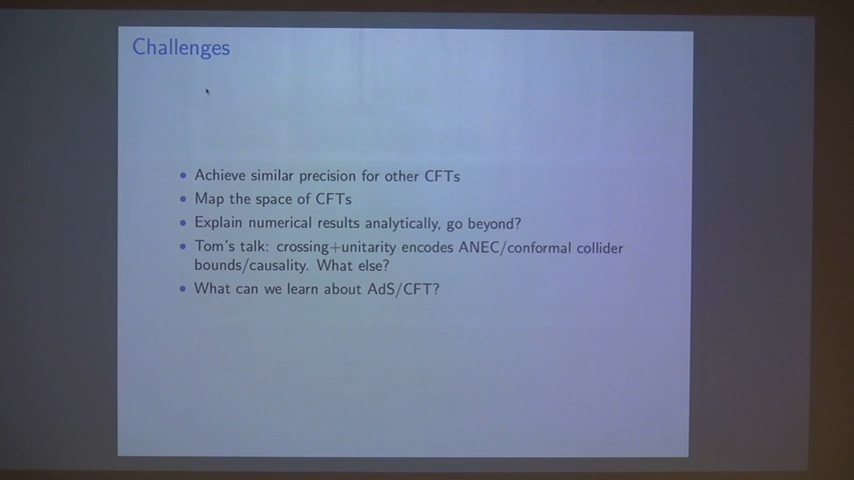 Challenges
• Achieve similar precision for other CFTs
• Map the space of CFTs
• Explain numerical results analytically, go beyond?
• Tom's talk: crossing+unitarity encodes ANEC/conformal collider
bounds/causality. What else?
• What can we learn about AdS/CFT?